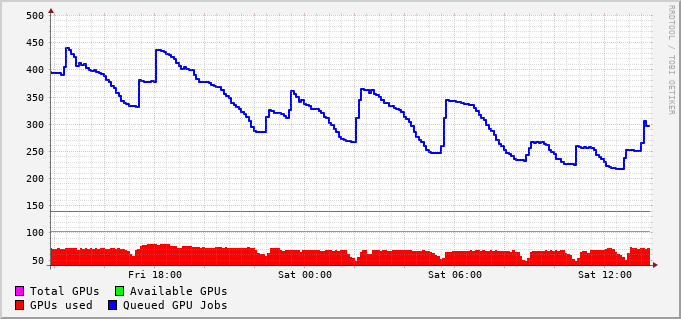 500
450
400
350
300
250
200
150
100
50
Fri 18:00 Sat 00:00 Sat 06:00 Sat 12:00
Total GPUs Available GPUs
GPUs used Queued GPU Jobs
RRDTOOL / TOBI OETIKER